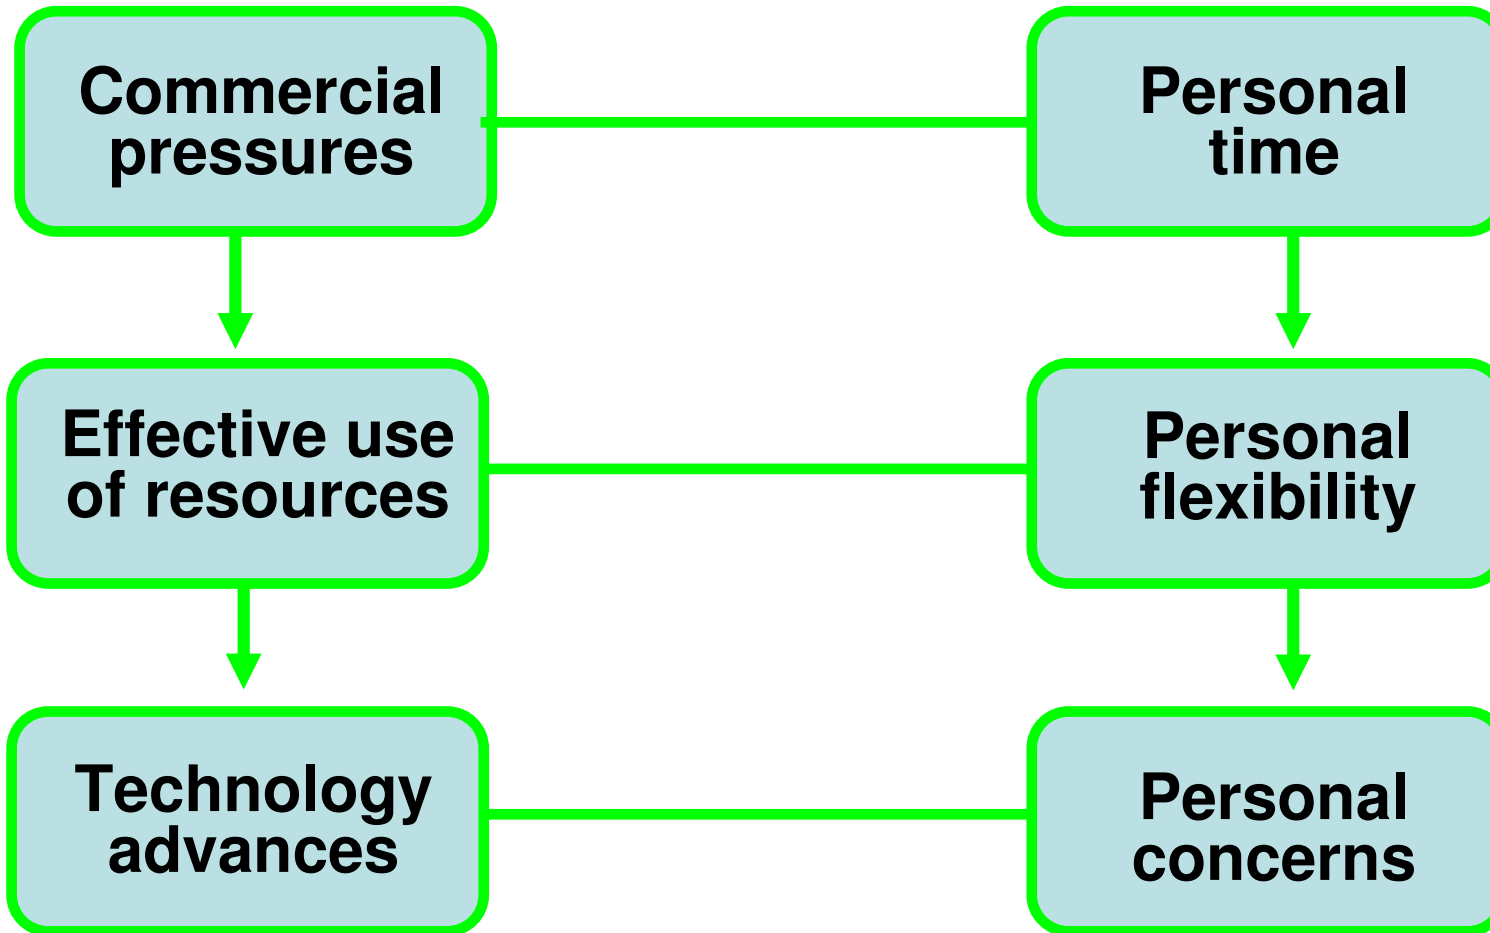 Commercial
pressures
Personal
time
Effective use
of resources
Personal
flexibility
Technology
advances
Personal
concerns